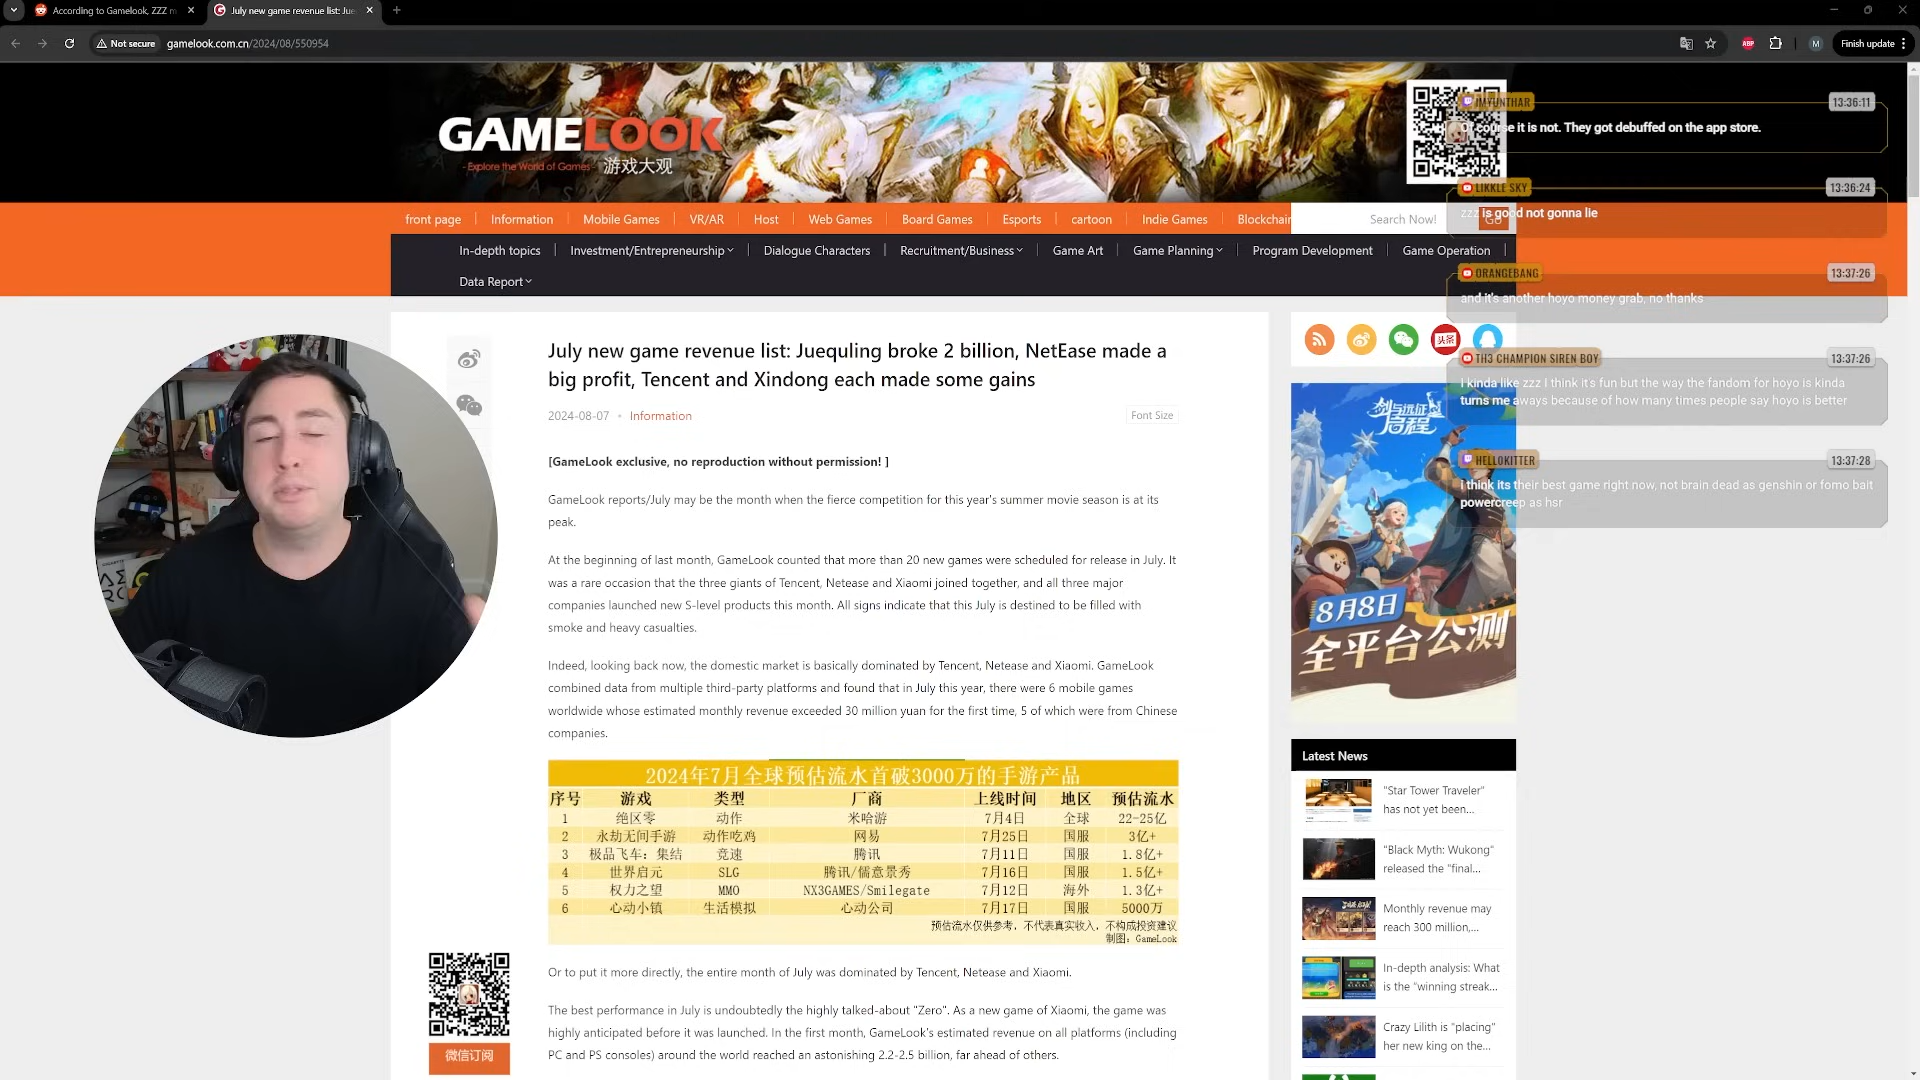 According to Gamelook, ZZZ m
July new game revenue list: Jue
Not secure
gamelook.com.cn/2024/08/550954
ABP
M
Finish update
GAMELOOK
- Explore the World of Games -
游戏大观
front page
Information
Mobile Games
VR/AR
Host
Web Games
Board Games
Esports
cartoon
Indie Games
Blockchain
Search Now!
GO
In-depth topics
Investment/Entrepreneurship
Dialogue Characters
Recruitment/Business
Game Art
Game Planning
Program Development
Game Operation
Data Report
July new game revenue list: Juequling broke 2 billion, NetEase made a
big profit, Tencent and Xindong each made some gains
2024-08-07 • Information
Font Size
[GameLook exclusive, no reproduction without permission! ]
GameLook reports/July may be the month when the fierce competition for this year's summer movie season is at its
peak.
At the beginning of last month, GameLook counted that more than 20 new games were scheduled for release in July. It
was a rare occasion that the three giants of Tencent, Netease and Xiaomi joined together, and all three major
companies launched new S-level products this month. All signs indicate that this July is destined to be filled with
smoke and heavy casualties.
Indeed, looking back now, the domestic market is basically dominated by Tencent, Netease and Xiaomi. GameLook
combined data from multiple third-party platforms and found that in July this year, there were 6 mobile games
worldwide whose estimated monthly revenue exceeded 30 million yuan for the first time, 5 of which were from Chinese
companies.
2024年7月全球预估流水首破3000万的手游产品
序号 游戏 类型 厂商 上线时间 地区 预估流水
1 绝区零 动作 米哈游 7月4日 全球 22-25亿
2 永劫无间手游 动作吃鸡 网易 7月25日 国服 3亿+
3 极品飞车：集结 竞速 腾讯 7月11日 国服 1.8亿+
4 世界启元 SLG 腾讯/儒意景秀 7月16日 国服 1.5亿+
5 权力之望 MMO NX3GAMES/Smilegate 7月12日 海外 1.3亿+
6 心动小镇 生活模拟 心动公司 7月17日 国服 5000万
预估流水仅供参考，不代表真实收入，不构成投资建议
制图：GameLook
Or to put it more directly, the entire month of July was dominated by Tencent, Netease and Xiaomi.
The best performance in July is undoubtedly the highly talked-about "Zero". As a new game of Xiaomi, the game was
highly anticipated before it was launched. In the first month, GameLook's estimated revenue on all platforms (including
PC and PS consoles) around the world reached an astonishing 2.2-2.5 billion, far ahead of others.
微信订阅
头条
剑与远征
启程
8月8日
全平台公测
Latest News
"Star Tower Traveler"
has not yet been...
"Black Myth: Wukong"
released the "final...
Monthly revenue may
reach 300 million,...
In-depth analysis: What
is the "winning streak...
Crazy Lilith is "placing"
her new king on the...
IMYUNTHAR
13:36:11
Of course it is not. They got debuffed on the app store.
LIKKLE SKY
13:36:24
zzz is good not gonna lie
ORANGEBANG
13:37:26
and it's another hoyo money grab, no thanks
TH3 CHAMPION SIREN BOY
13:37:26
i kinda like zzz I think it's fun but the way the fandom for hoyo is kinda
turns me aways because of how many times people say hoyo is better
HELLOKITTER
13:37:28
i think its their best game right now, not brain dead as genshin or fomo bait
powercreep as hsr